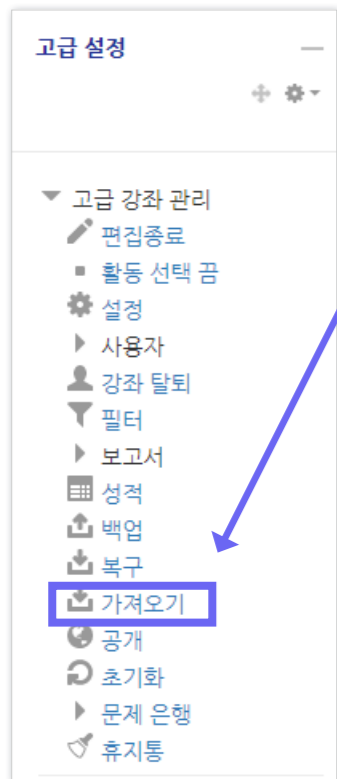 고급 설정
고급 강좌 관리
편집종료
활동 선택 끔
설정
사용자
강좌 탈퇴
필터
보고서
성적
백업
복구
가져오기
공개
초기화
문제 은행
휴지통